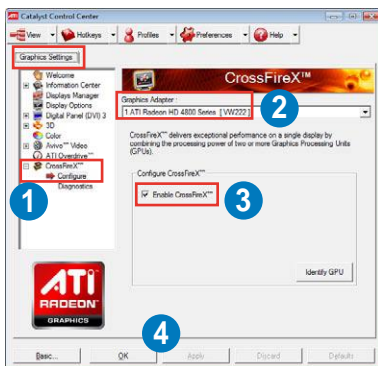 Catalyst Control Center
View Hotkeys Profiles Preferences Help
Graphics Settings
Welcome
Information Center
Displays Manager
Display Options
Digital Panel (DVI) 3
3D
Color
Avivo™ Video
ATI Overdrive™
CrossFireX™
Configure
Diagnostics
1
CrossFireX™
Graphics Adapter :
1 ATI Radeon HD 4800 Series [ VW222 ]
2
CrossFireX™ delivers exceptional performance on a single display by
combining the processing power of two or more Graphics Processing Units
(GPUs).
Configure CrossFireX™
Enable CrossFireX™
3
Identify GPU
ATI
RADEON
GRAPHICS
4
Basic... OK Apply Discard Defaults